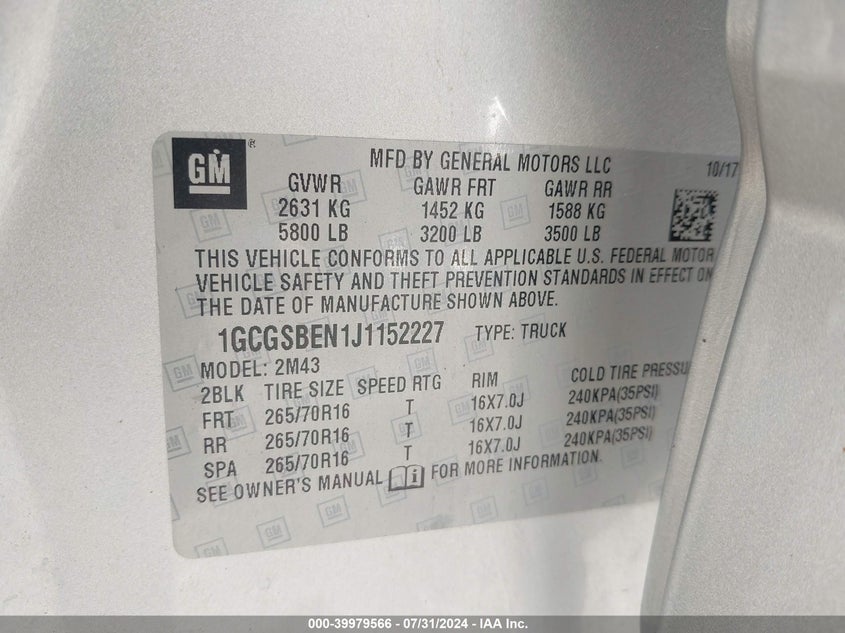 GM ®
MFD BY GENERAL MOTORS LLC
10/17
GVWR GAWR FRT GAWR RR
2631 KG 1452 KG 1588 KG
5800 LB 3200 LB 3500 LB
THIS VEHICLE CONFORMS TO ALL APPLICABLE U.S. FEDERAL MOTOR
VEHICLE SAFETY AND THEFT PREVENTION STANDARDS IN EFFECT ON
THE DATE OF MANUFACTURE SHOWN ABOVE.
1GCGSBEN1J1152227 TYPE: TRUCK
MODEL: 2M43
2BLK TIRE SIZE SPEED RTG RIM COLD TIRE PRESSU
FRT 265/70R16 T 16X7.0J 240KPA(35PSI)
RR 265/70R16 T 16X7.0J 240KPA(35PSI)
SPA 265/70R16 T 16X7.0J 240KPA(35PSI)
SEE OWNER'S MANUAL FOR MORE INFORMATION.
000-39979566 / 07/31/2024 - IAA Inc.